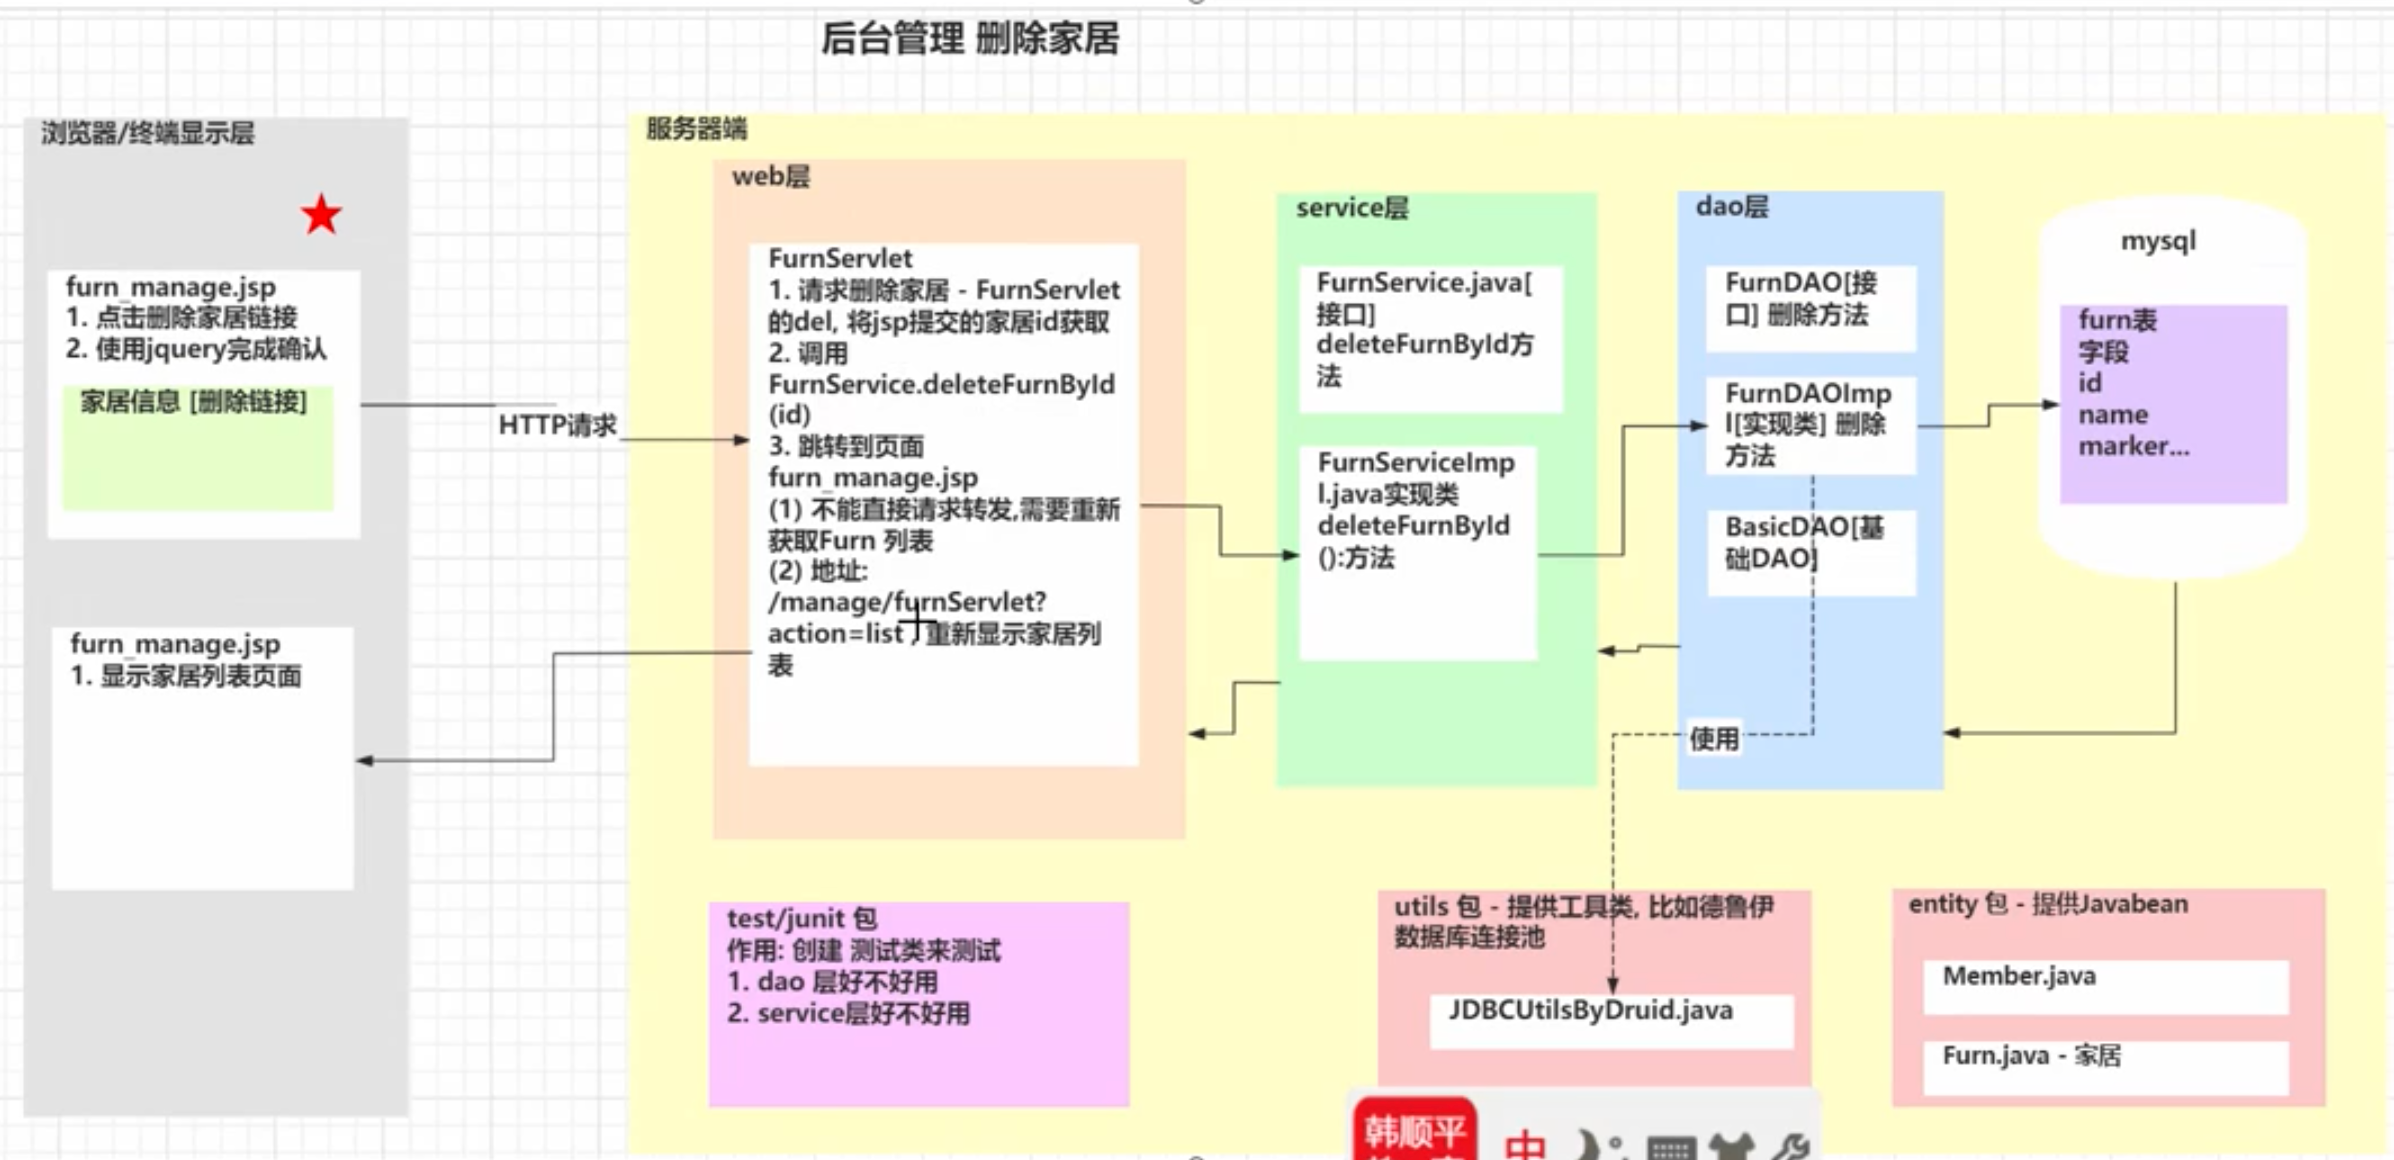 后台管理 删除家居
浏览器/终端显示层
furn_manage.jsp
1. 点击删除家居链接
2. 使用jquery完成确认
家居信息 [删除链接]
furn_manage.jsp
1. 显示家居列表页面
HTTP请求
服务器端
web层
FurnServlet
1. 请求删除家居 - FurnServlet
的del, 将jsp提交的家居id获取
2. 调用
FurnService.deleteFurnById
(id)
3. 跳转到页面
furn_manage.jsp
(1) 不能直接请求转发,需要重新
获取Furn 列表
(2) 地址:
/manage/furnServlet?
action=list , 重新显示家居列
表
service层
FurnService.java[
接口]
deleteFurnById方
法
FurnServiceImp
l.java实现类
deleteFurnById
():方法
dao层
FurnDAO[接
口] 删除方法
FurnDAOImp
l[实现类] 删除
方法
BasicDAO[基
础DAO]
使用
mysql
furn表
字段
id
name
marker...
test/junit 包
作用: 创建 测试类来测试
1. dao 层好不好用
2. service层好不好用
utils 包 - 提供工具类, 比如德鲁伊
数据库连接池
JDBCUtilsByDruid.java
entity 包 - 提供Javabean
Member.java
Furn.java - 家居
韩顺平
中